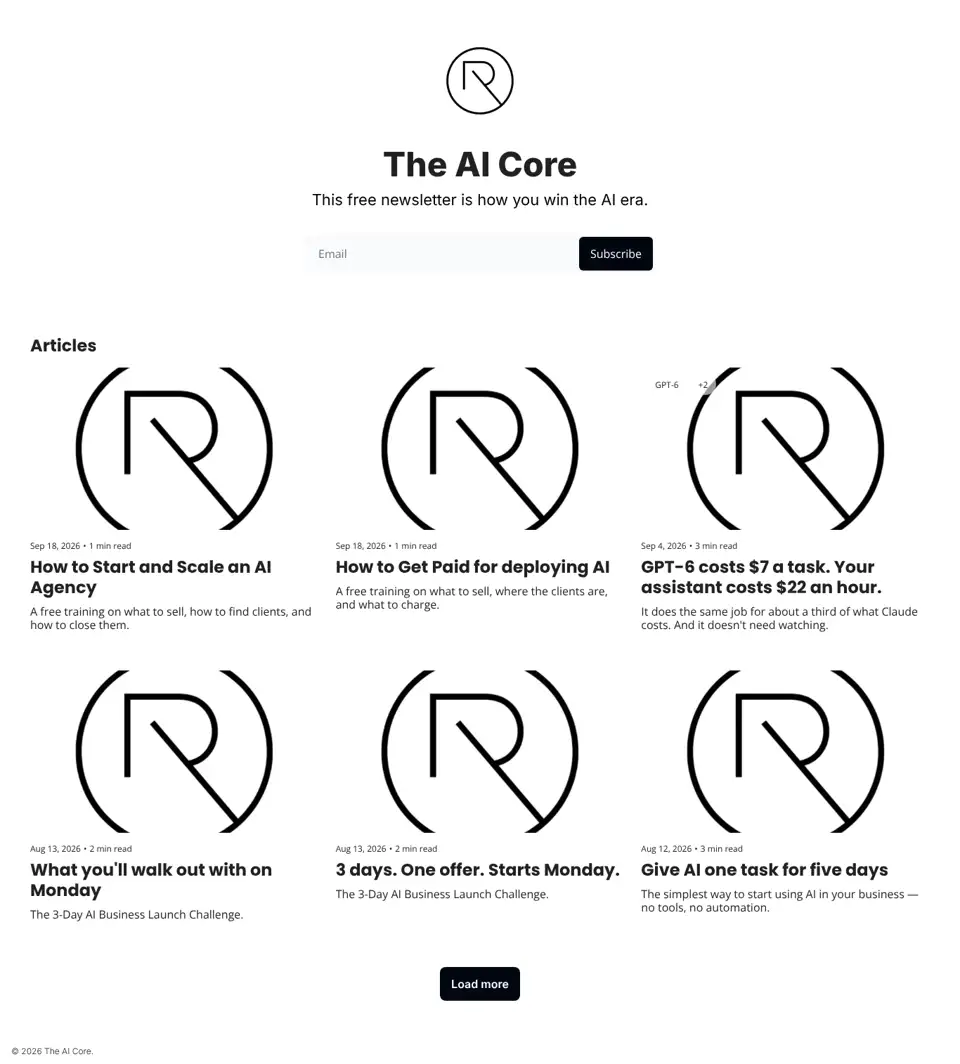 The AI Core
This free newsletter is how you win the AI era.
Email
Subscribe
Articles
Sep 18, 2026 • 1 min read
How to Start and Scale an AI
Agency
A free training on what to sell, how to find clients, and
how to close them.
Sep 18, 2026 • 1 min read
How to Get Paid for deploying AI
A free training on what to sell, where the clients are,
and what to charge.
GPT-6
+2
Sep 4, 2026 • 3 min read
GPT-6 costs $7 a task. Your
assistant costs $22 an hour.
It does the same job for about a third of what Claude
costs. And it doesn't need watching.
Aug 13, 2026 • 2 min read
What you'll walk out with on
Monday
The 3-Day AI Business Launch Challenge.
Aug 13, 2026 • 2 min read
3 days. One offer. Starts Monday.
The 3-Day AI Business Launch Challenge.
Aug 12, 2026 • 3 min read
Give AI one task for five days
The simplest way to start using AI in your business —
no tools, no automation.
Load more
© 2026 The AI Core.